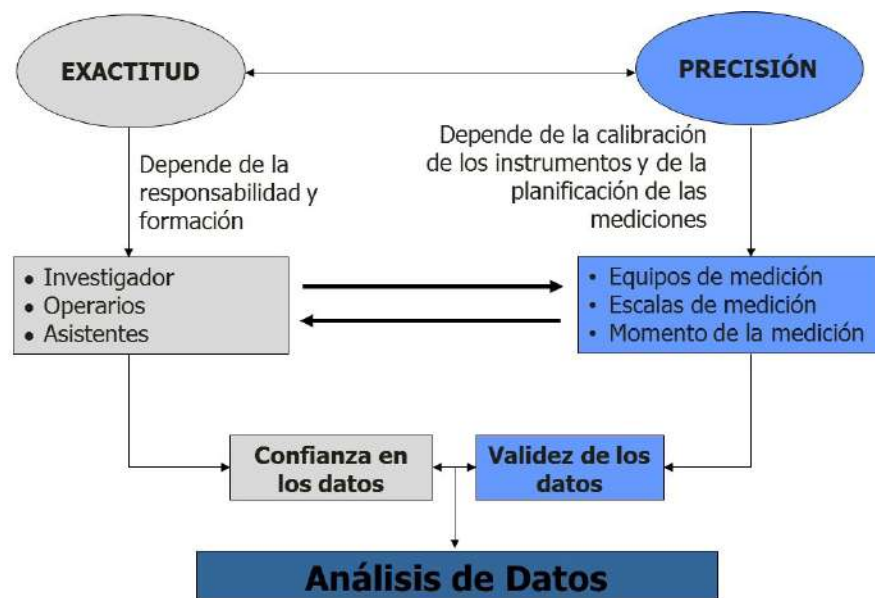 EXACTITUD
PRECISIÓN
Depende de la
responsabilidad y
formación
Depende de la calibración
de los instrumentos y de la
planificación de las
mediciones
• Investigador
• Operarios
• Asistentes
• Equipos de medición
• Escalas de medición
• Momento de la medición
Confianza en
los datos
Validez de los
datos
Análisis de Datos